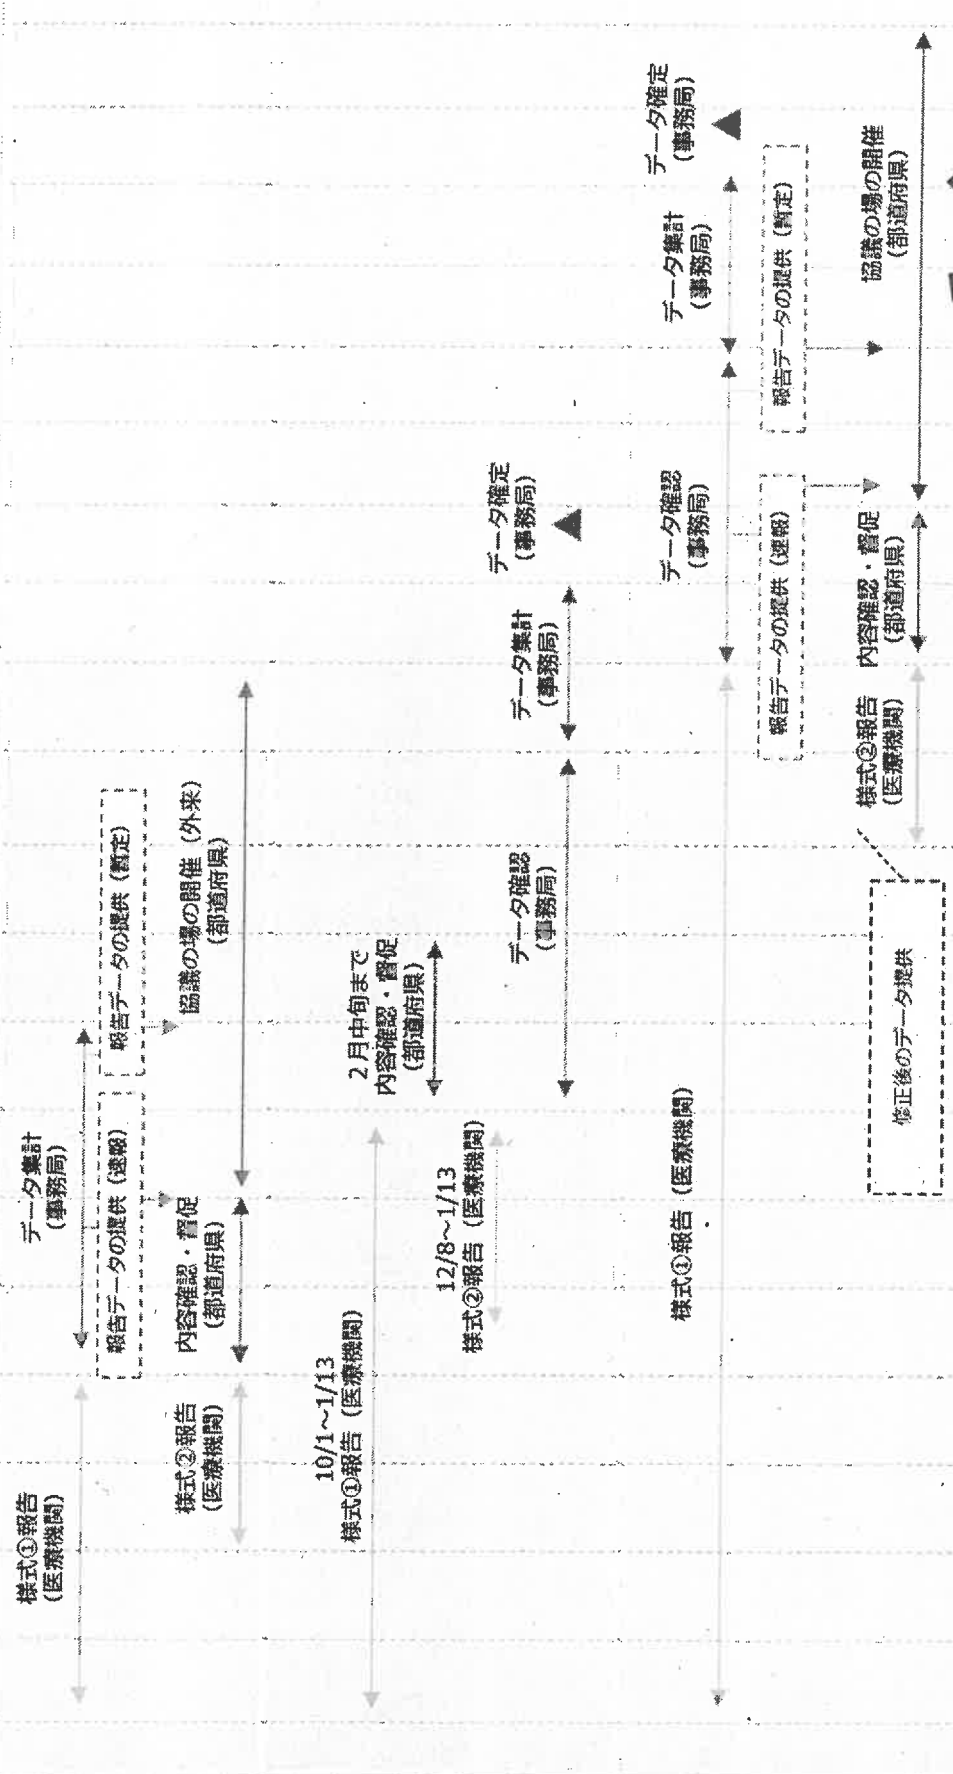 様式①報告
（医療機関）
データ集計
（事務局）
報告データの提供（速報）
報告データの提供（暫定）
様式②報告
（医療機関）
内容確認・督促
（都道府県）
協議の場の開催（外来）
（都道府県）
10/1～1/13
様式①報告（医療機関）
2月中旬まで
内容確認・督促
（都道府県）
12/8～1/13
様式②報告（医療機関）
データ確認
（事務局）
データ集計
（事務局）
データ確定
（事務局）
様式①報告（医療機関）
データ確認
（事務局）
データ集計
（事務局）
データ確定
（事務局）
報告データの提供（速報）
報告データの提供（暫定）
修正後のデータ提供
様式②報告
（医療機関）
内容確認・督促
（都道府県）
協議の場の開催
（都道府県）